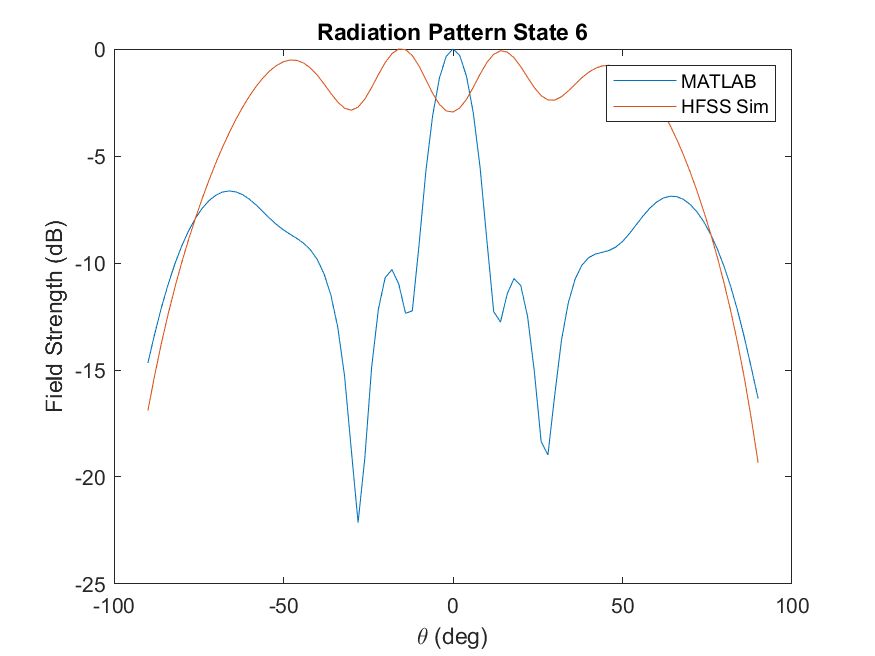 Radiation Pattern State 6
MATLAB
HFSS Sim
Field Strength (dB)
0
-5
-10
-15
-20
-25
-100
-50
0
50
100
θ (deg)